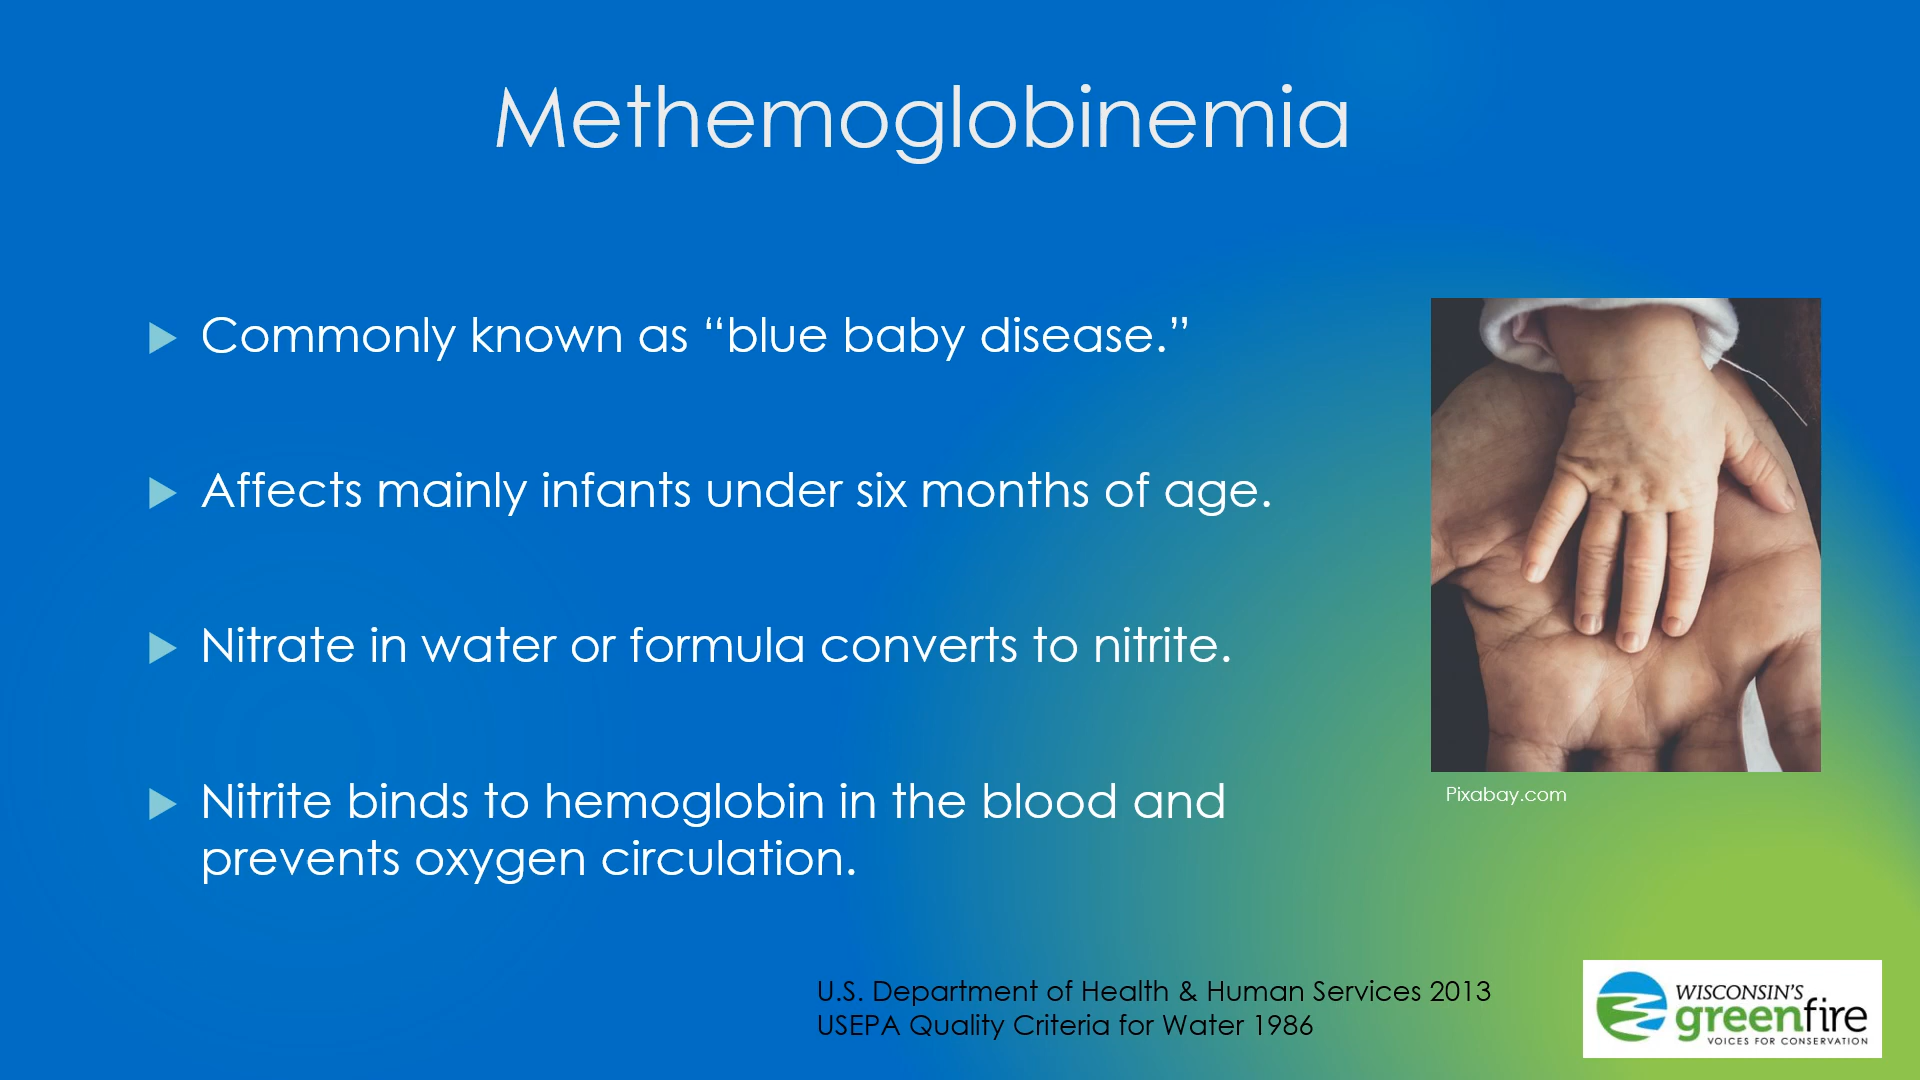 Methemoglobinemia
Commonly known as “blue baby disease.”
Affects mainly infants under six months of age.
Nitrate in water or formula converts to nitrite.
Nitrite binds to hemoglobin in the blood and
prevents oxygen circulation.
Pixabay.com
U.S. Department of Health & Human Services 2013
USEPA Quality Criteria for Water 1986
WISCONSIN'S
greenfire
VOICES FOR CONSERVATION